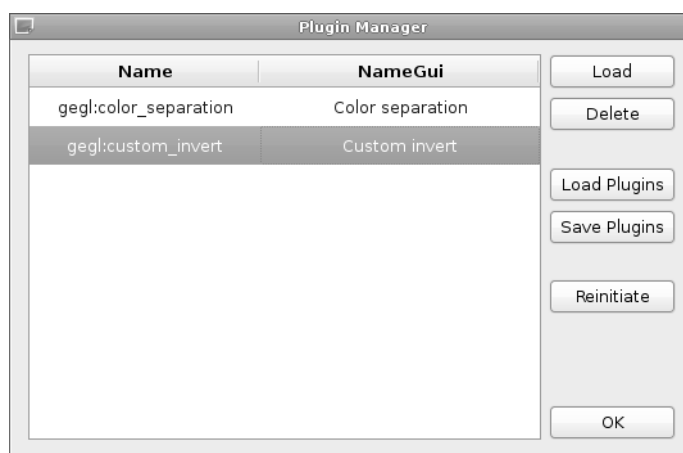 Plugin Manager
Name NameGui
gegl:color_separation Color separation
gegl:custom_invert Custom invert
Load
Delete
Load Plugins
Save Plugins
Reinitiate
OK